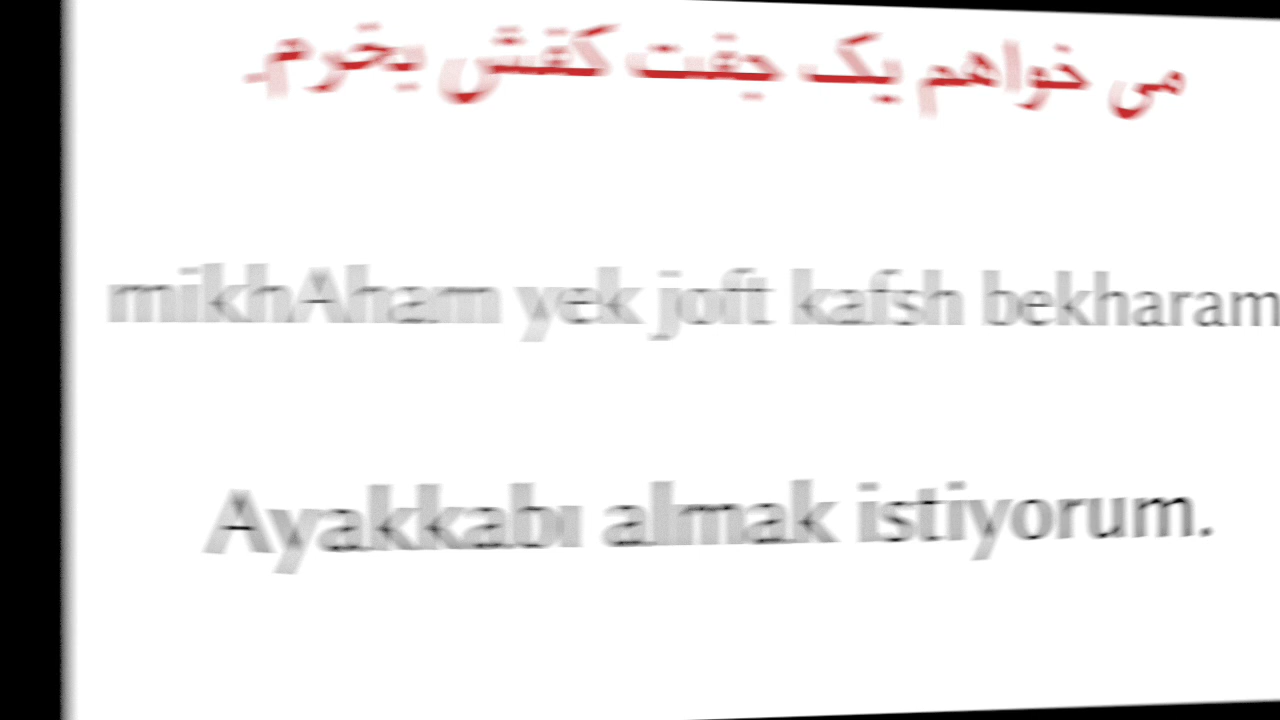 می خواهم یک جفت کفش بخرم.
mikhAham yek joft kafsh bekharam
Ayakkabı almak istiyorum.